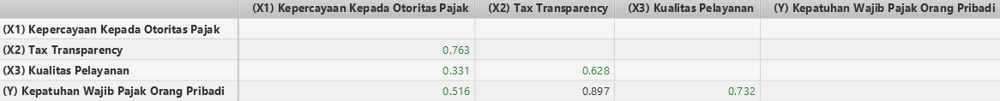 (X1) Kepercayaan Kepada Otoritas Pajak (X2) Tax Transparency (X3) Kualitas Pelayanan (Y) Kepatuhan Wajib Pajak Orang Pribadi
(X1) Kepercayaan Kepada Otoritas Pajak
(X2) Tax Transparency 0.763
(X3) Kualitas Pelayanan 0.331 0.628
(Y) Kepatuhan Wajib Pajak Orang Pribadi 0.516 0.897 0.732